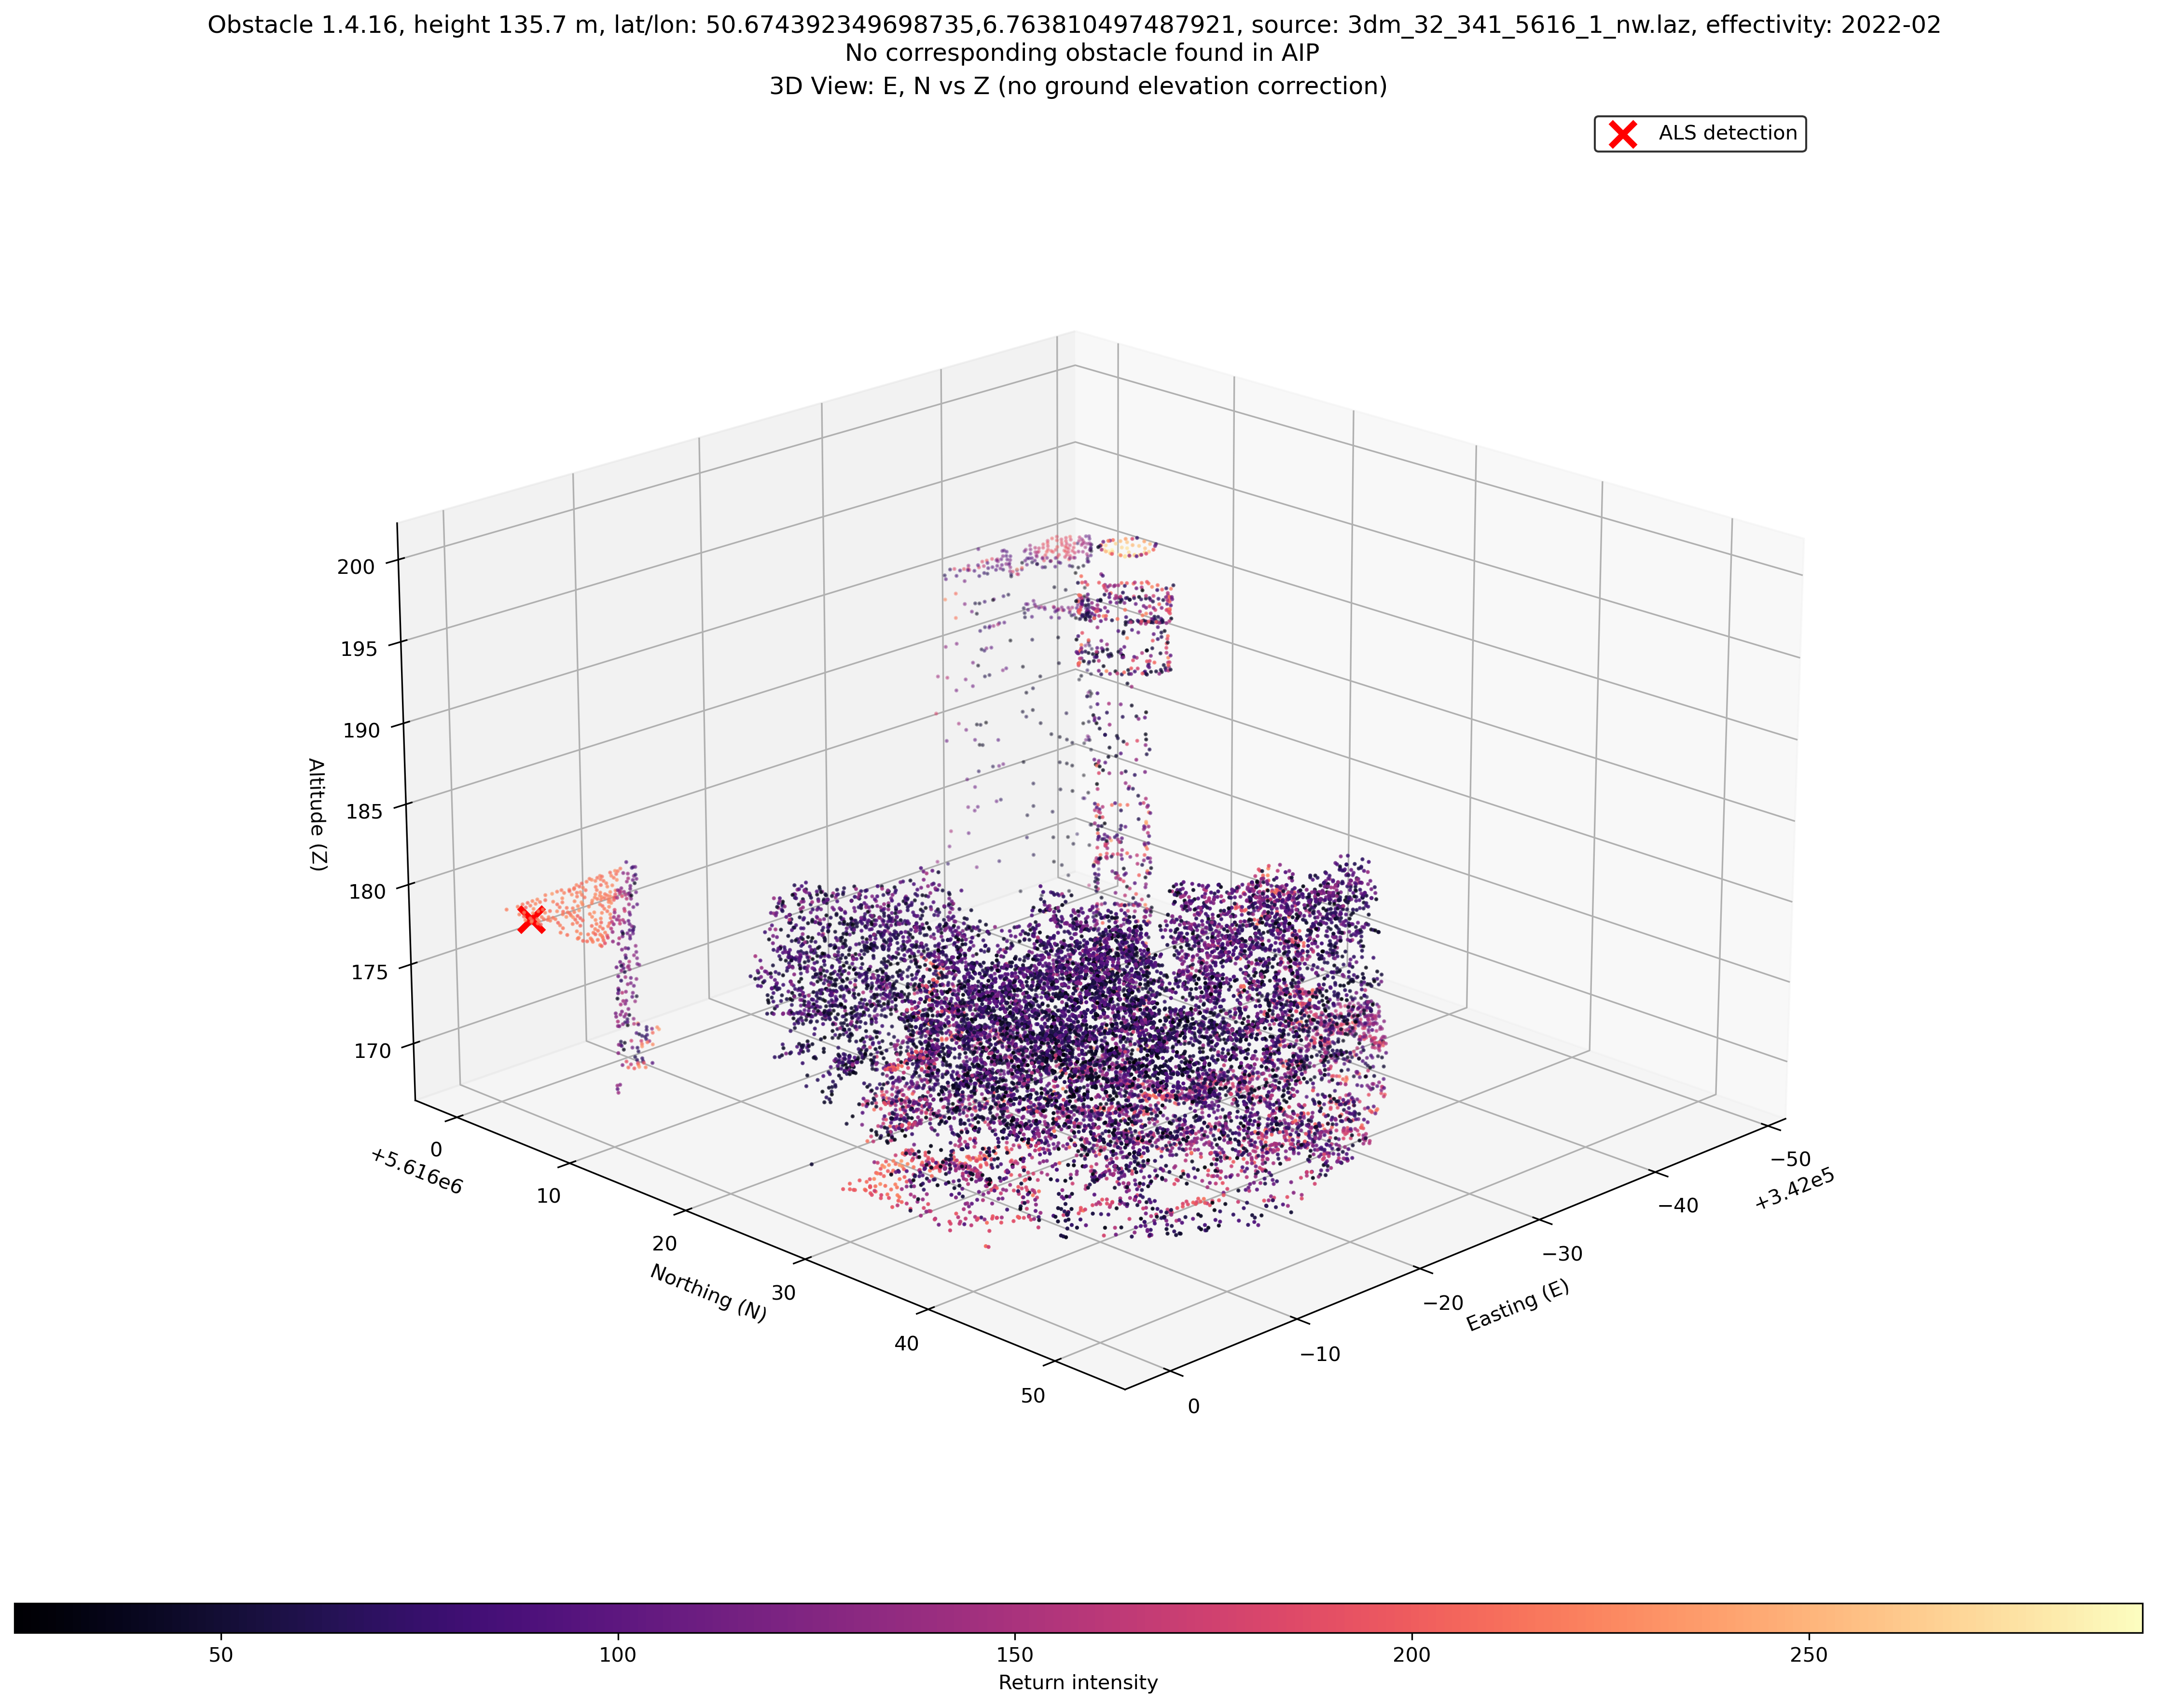 Obstacle 1.4.16, height 135.7 m, lat/lon: 50.674392349698735,6.763810497487921, source: 3dm_32_341_5616_1_nw.laz, effectivity: 2022-02
No corresponding obstacle found in AIP
3D View: E, N vs Z (no ground elevation correction)
ALS detection
200
195
190
185
180
175
170
Altitude (Z)
0
+5.616e6
10
20
30
40
50
Northing (N)
−50
+3.42e5
−40
−30
−20
−10
0
Easting (E)
50
100
150
200
250
Return intensity